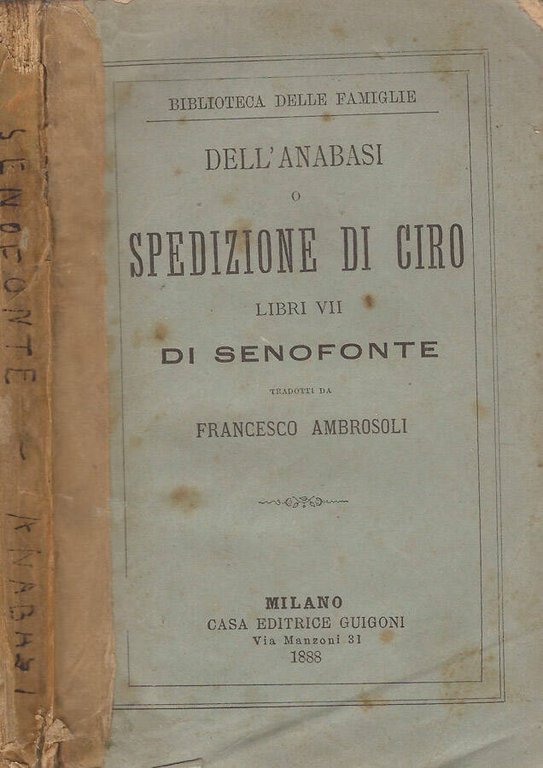 SENOFONTE - ANABASI
BIBLIOTECA DELLE FAMIGLIE
DELL'ANABASI
O
SPEDIZIONE DI CIRO
LIBRI VII
DI SENOFONTE
TRADOTTI DA
FRANCESCO AMBROSOLI
MILANO
CASA EDITRICE GUIGONI
Via Manzoni 31
1888